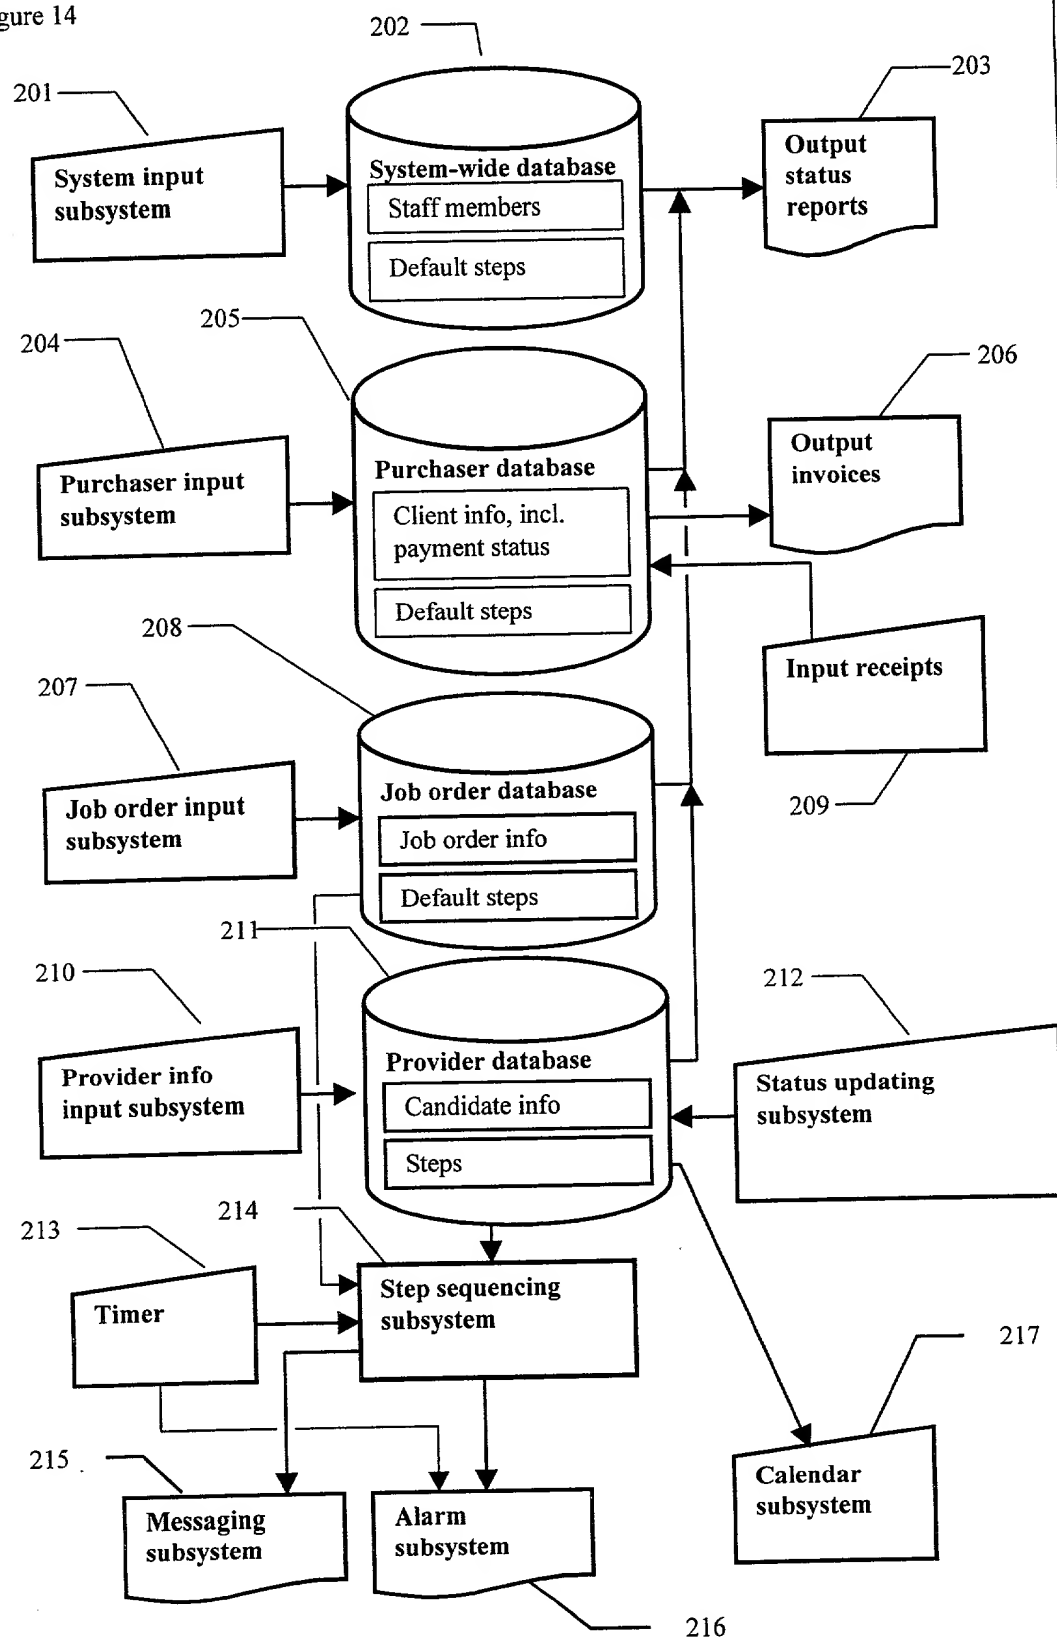 gure 14
202
201
203
System input
subsystem
System-wide database
Staff members
Default steps
Output
status
reports
204
205
206
Purchaser input
subsystem
Purchaser database
Client info, incl.
payment status
Default steps
Output
invoices
207
208
Input receipts
209
Job order input
subsystem
Job order database
Job order info
Default steps
210
211
212
Provider info
input subsystem
Provider database
Candidate info
Steps
Status updating
subsystem
213
214
Timer
Step sequencing
subsystem
217
215
Messaging
subsystem
Alarm
subsystem
Calendar
subsystem
216